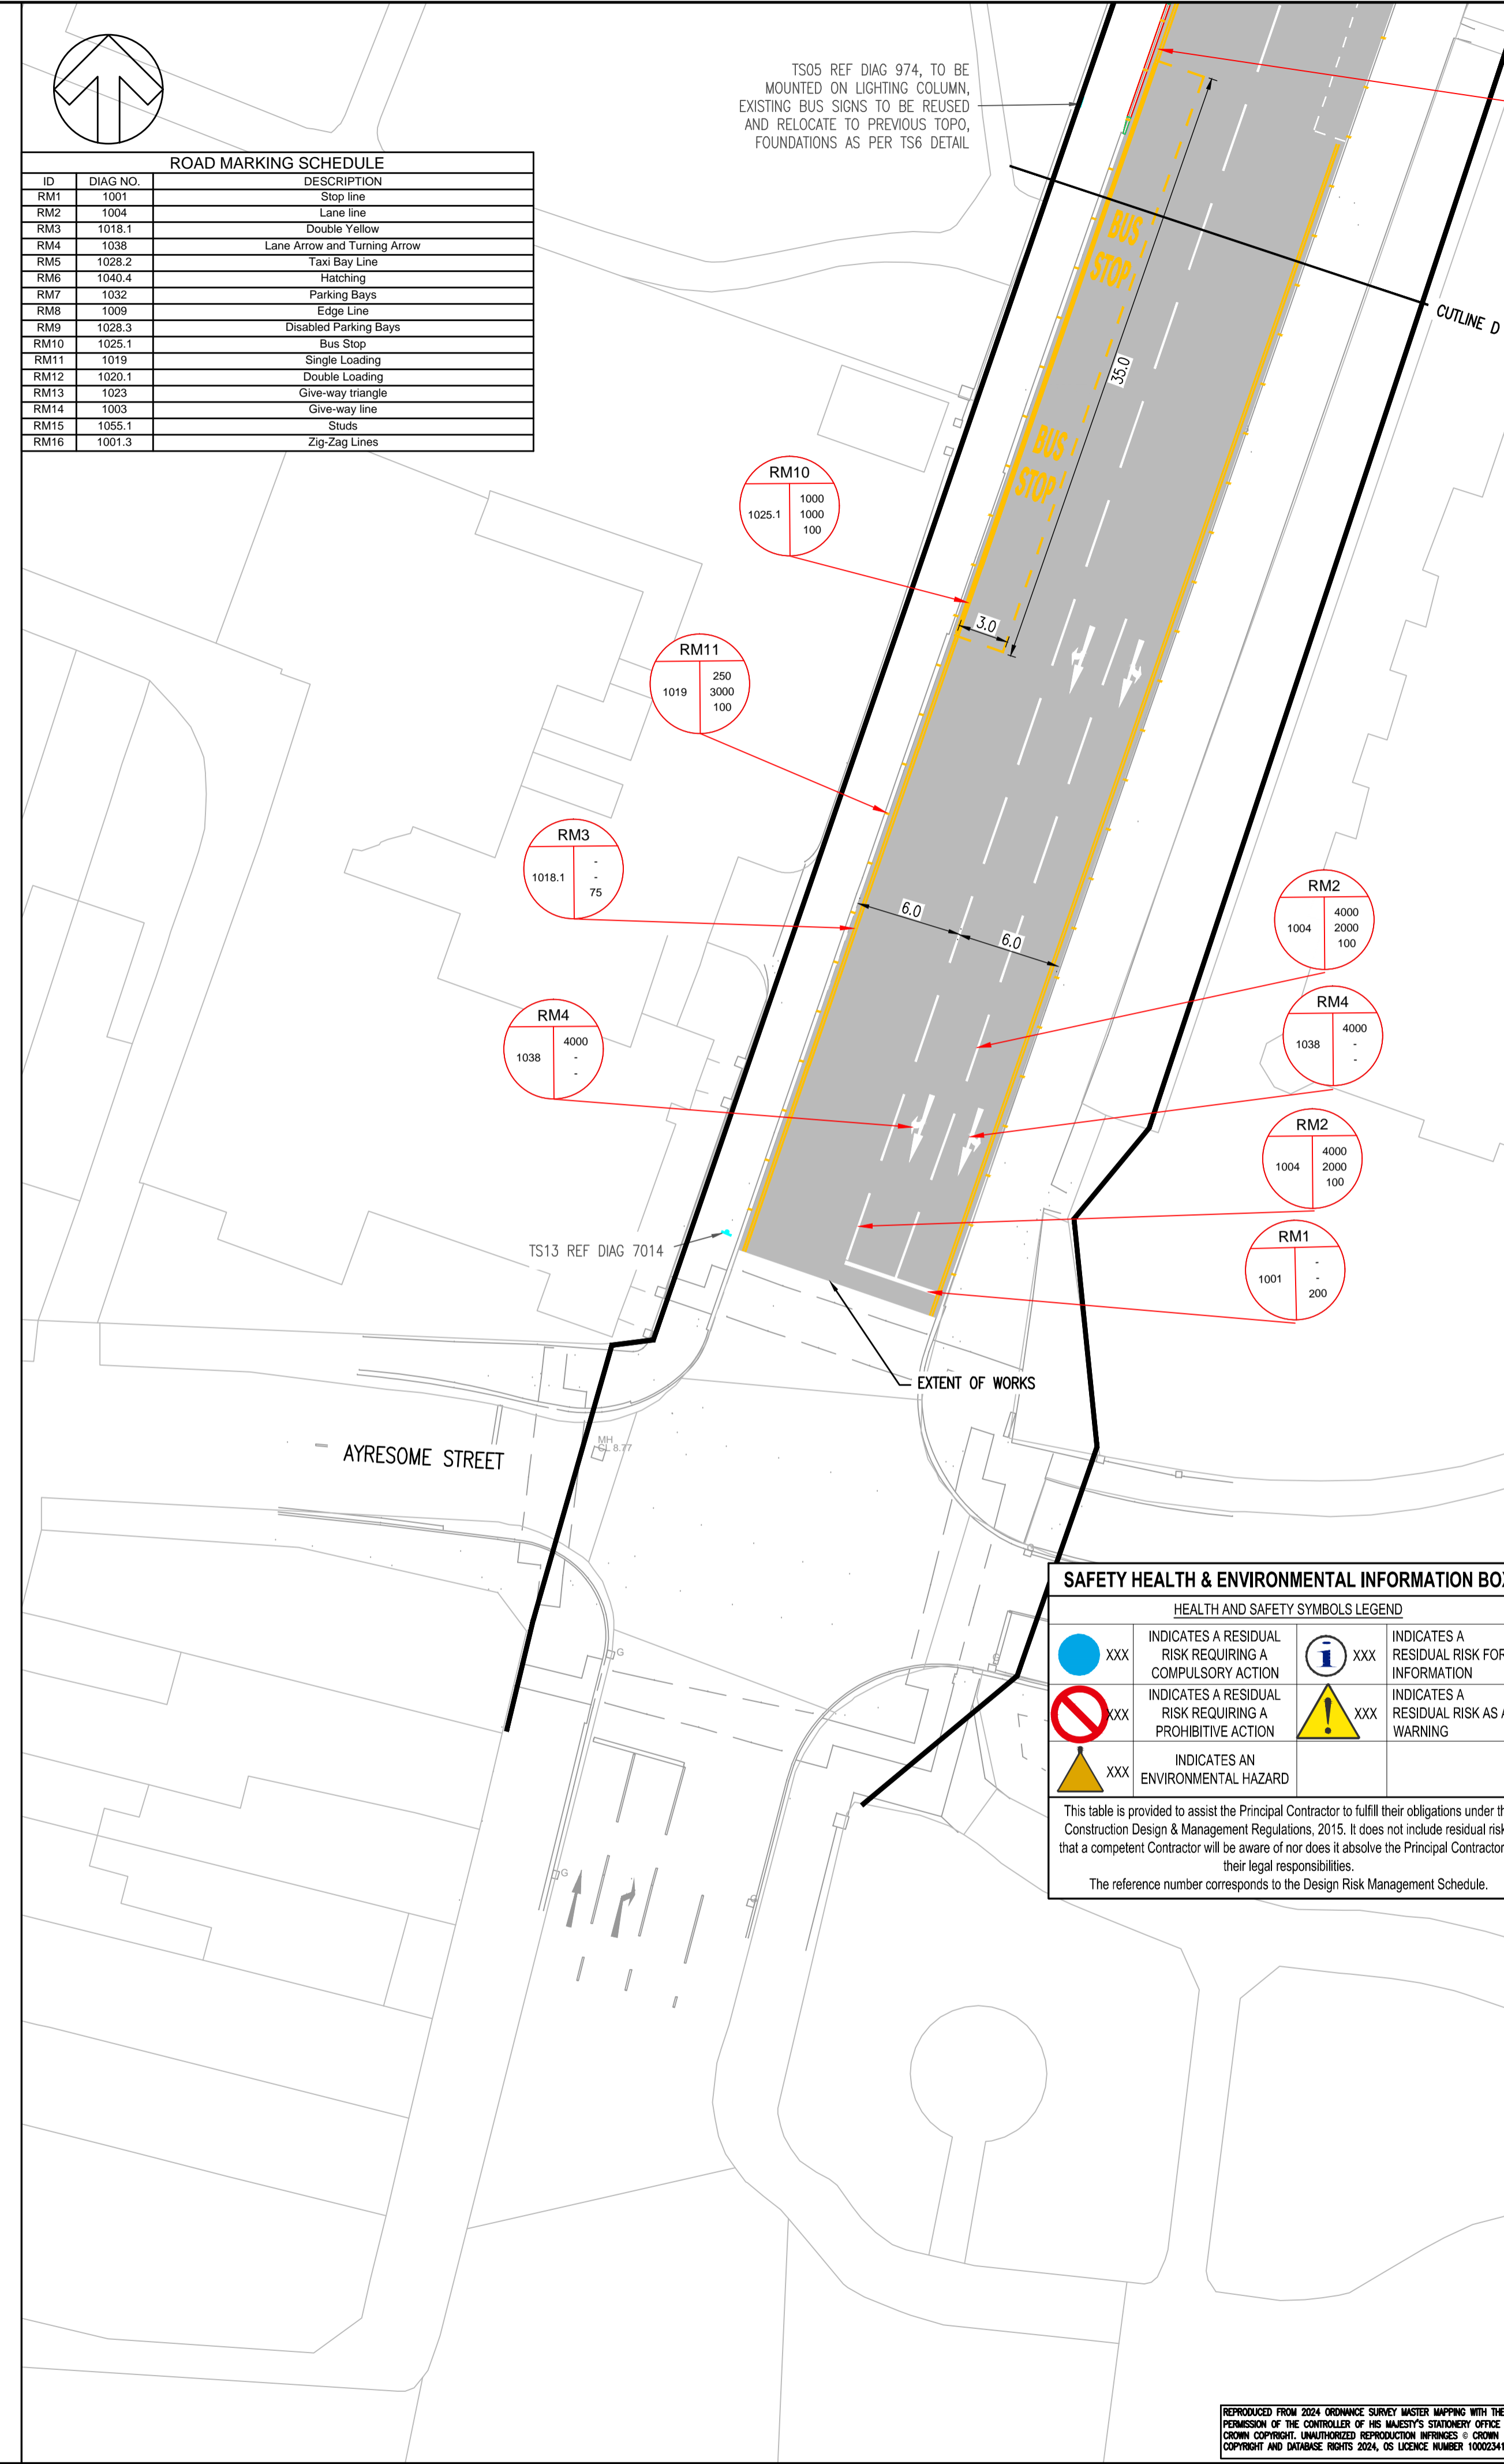 TS05 REF DIAG 974, TO BE
MOUNTED ON LIGHTING COLUMN,
EXISTING BUS SIGNS TO BE REUSED
AND RELOCATE TO PREVIOUS TOPO,
FOUNDATIONS AS PER TS6 DETAIL
ROAD MARKING SCHEDULE
ID DIAG NO. DESCRIPTION
RM1 1001 Stop line
RM2 1004 Lane line
RM3 1018.1 Double Yellow
RM4 1038 Lane Arrow and Turning Arrow
RM5 1028.2 Taxi Bay Line
RM6 1040.4 Hatching
RM7 1032 Parking Bays
RM8 1009 Edge Line
RM9 1028.3 Disabled Parking Bays
RM10 1025.1 Bus Stop
RM11 1019 Single Loading
RM12 1020.1 Double Loading
RM13 1023 Give-way triangle
RM14 1003 Give-way line
RM15 1055.1 Studs
RM16 1001.3 Zig-Zag Lines
BUS
STOP
CUTLINE D
35.0
BUS
STOP
RM10
1025.1
1000
1000
100
3.0
RM11
1019
250
3000
100
RM3
1018.1
-
-
75
6.0
6.0
RM2
1004
4000
2000
100
RM4
1038
4000
-
-
RM4
1038
4000
-
-
RM2
1004
4000
2000
100
RM1
1001
-
-
200
TS13 REF DIAG 7014
EXTENT OF WORKS
AYRESOME STREET
MH
CL 8.77
G
G
G
G
G
SAFETY HEALTH & ENVIRONMENTAL INFORMATION BOX
HEALTH AND SAFETY SYMBOLS LEGEND
XXX INDICATES A RESIDUAL
RISK REQUIRING A
COMPULSORY ACTION
i XXX INDICATES A
RESIDUAL RISK FOR
INFORMATION
XXX INDICATES A RESIDUAL
RISK REQUIRING A
PROHIBITIVE ACTION
! XXX INDICATES A
RESIDUAL RISK AS A
WARNING
XXX INDICATES AN
ENVIRONMENTAL HAZARD
This table is provided to assist the Principal Contractor to fulfill their obligations under th
Construction Design & Management Regulations, 2015. It does not include residual risk
that a competent Contractor will be aware of nor does it absolve the Principal Contractor
their legal responsibilities.
The reference number corresponds to the Design Risk Management Schedule.
REPRODUCED FROM 2024 ORDNANCE SURVEY MASTER MAPPING WITH THE
PERMISSION OF THE CONTROLLER OF HIS MAJESTY'S STATIONERY OFFICE
CROWN COPYRIGHT. UNAUTHORIZED REPRODUCTION INFRINGES © CROWN
COPYRIGHT AND DATABASE RIGHTS 2024, OS LICENCE NUMBER 10002341